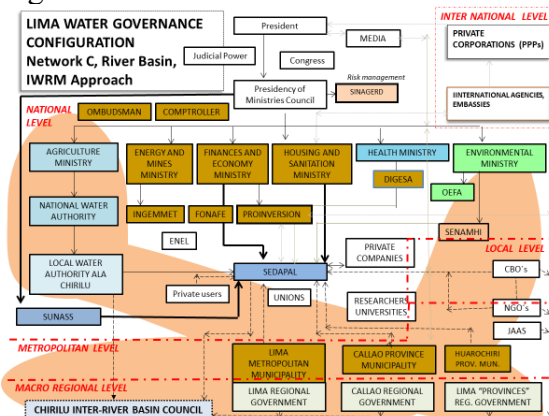 LIMA WATER GOVERNANCE
CONFIGURATION
Network C, River Basin,
IWRM Approach
President
MEDIA
Judicial Power
Congress
INTER NATIONAL LEVEL
PRIVATE
CORPORATIONS (PPPs)
IINTERNATIONAL AGENCIES,
EMBASSIES
Presidency of
Ministries Council
Risk management
SINAGERD
NATIONAL
LEVEL
OMBUDSMAN
COMPTROLLER
AGRICULTURE
MINISTRY
ENERGY AND
MINES
MINISTRY
FINANCES AND
ECONOMY
MINISTRY
HOUSING AND
SANITATION
MINISTRY
HEALTH MINISTRY
ENVIRONMENTAL
MINISTRY
DIGESA
OEFA
NATIONAL WATER
AUTHORITY
INGEMMET
FONAFE
PROINVERSION
SENAMHI
ENEL
LOCAL LEVEL
LOCAL WATER
AUTHORITY ALA
CHIRILU
SEDAPAL
PRIVATE
COMPANIES
CBO's
Private users
UNIONS
RESEARCHERS
UNIVERSITIES
NGO's
SUNASS
JAAS
METROPOLITAN LEVEL
LIMA
METROPOLITAN
MUNICIPALITY
CALLAO PROVINCE
MUNICIPALITY
HUAROCHIRI
PROV. MUN.
MACRO REGIONAL LEVEL
LIMA REGIONAL
GOVERNMENT
CALLAO REGIONAL
GOVERNMENT
LIMA "PROVINCES"
REG. GOVERNMENT
CHIRILU INTER-RIVER BASIN COUNCIL